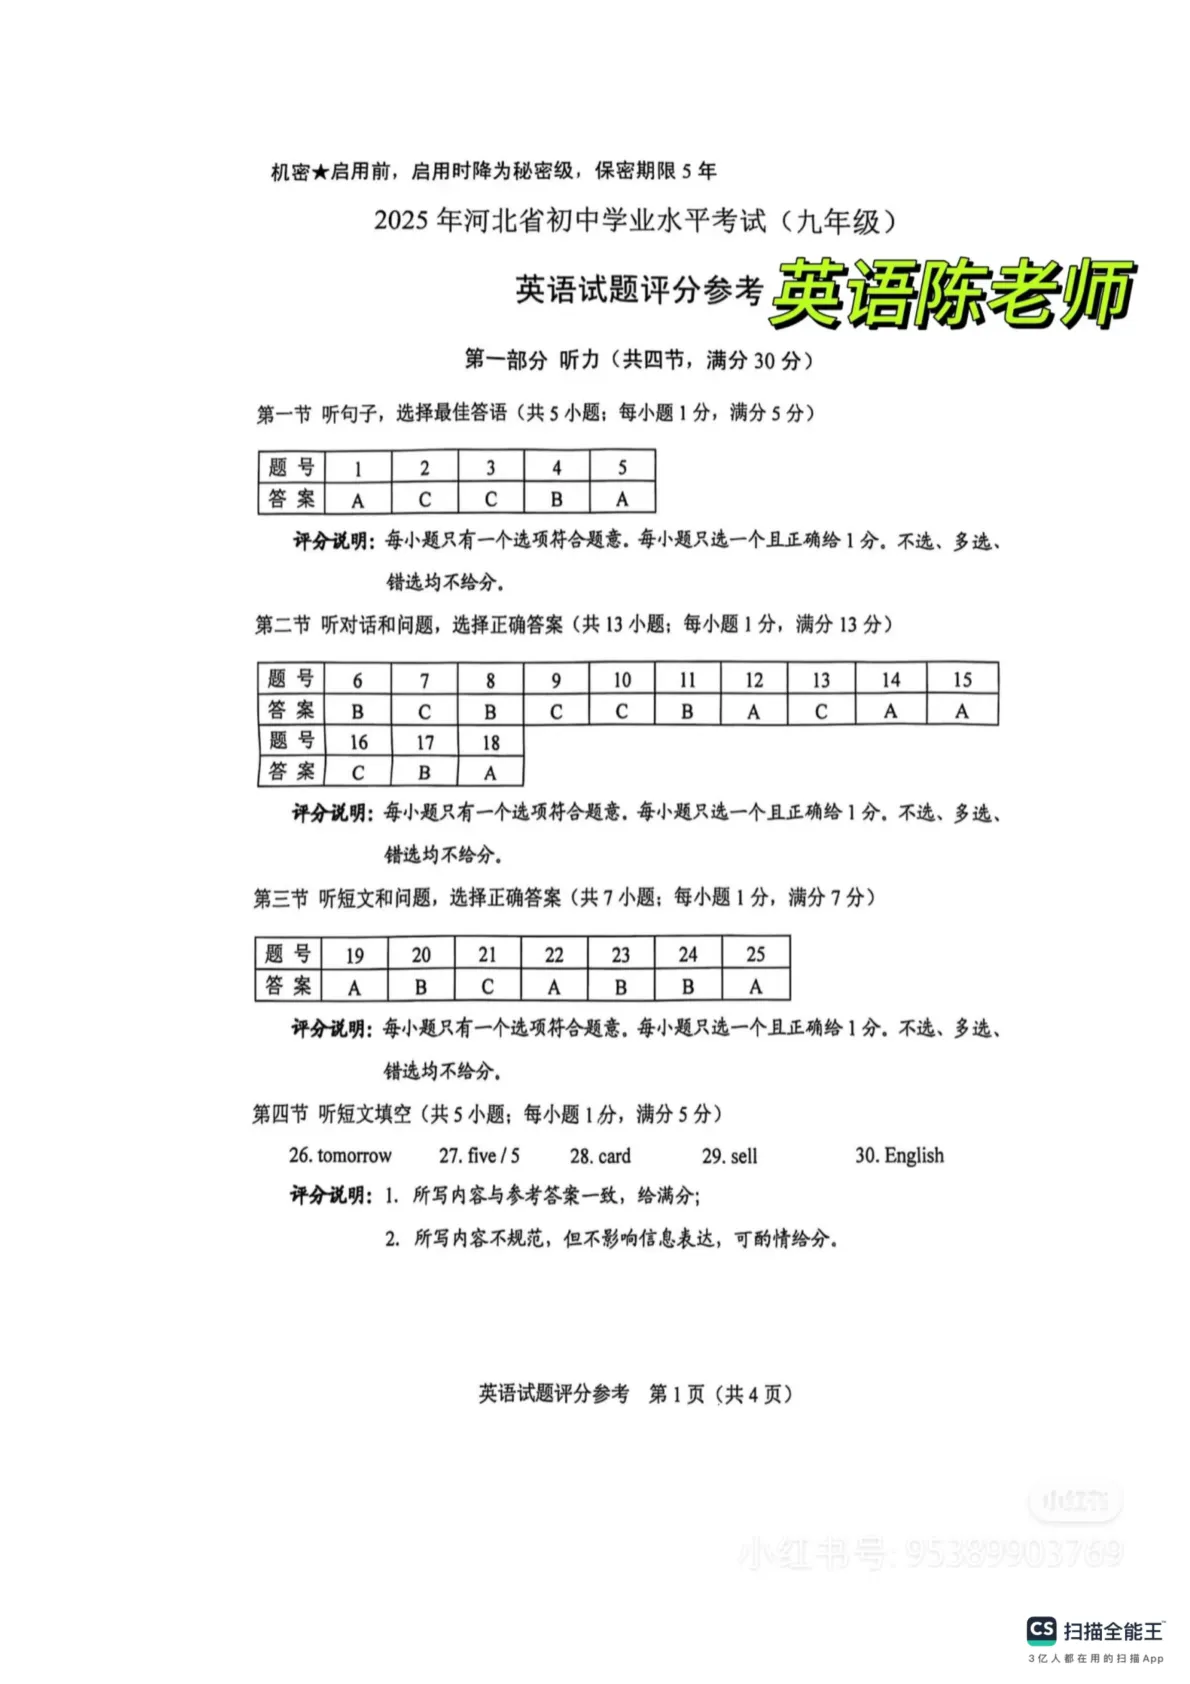 机密★启用前，启用时降为秘密级，保密期限 5 年
2025 年河北省初中学业水平考试（九年级）
英语试题评分参考 英语陈老师
第一部分 听力（共四节，满分 30 分）
第一节 听句子，选择最佳答语（共 5 小题；每小题 1 分，满分 5 分）
题 号 1 2 3 4 5
答 案 A C C B A
评分说明：每小题只有一个选项符合题意。每小题只选一个且正确给 1 分。不选、多选、
错选均不给分。
第二节 听对话和问题，选择正确答案（共 13 小题；每小题 1 分，满分 13 分）
题 号 6 7 8 9 10 11 12 13 14 15
答 案 B C B C C B A C A A
题 号 16 17 18
答 案 C B A
评分说明：每小题只有一个选项符合题意。每小题只选一个且正确给 1 分。不选、多选、
错选均不给分。
第三节 听短文和问题，选择正确答案（共 7 小题；每小题 1 分，满分 7 分）
题 号 19 20 21 22 23 24 25
答 案 A B C A B B A
评分说明：每小题只有一个选项符合题意。每小题只选一个且正确给 1 分。不选、多选、
错选均不给分。
第四节 听短文填空（共 5 小题；每小题 1 分，满分 5 分）
26. tomorrow 27. five / 5 28. card 29. sell 30. English
评分说明：1. 所写内容与参考答案一致，给满分；
2. 所写内容不规范，但不影响信息表达，可酌情给分。
英语试题评分参考 第 1 页（共 4 页）
小红书
小红书号: 95389903769
CS 扫描全能王™
3亿人都在用的扫描App